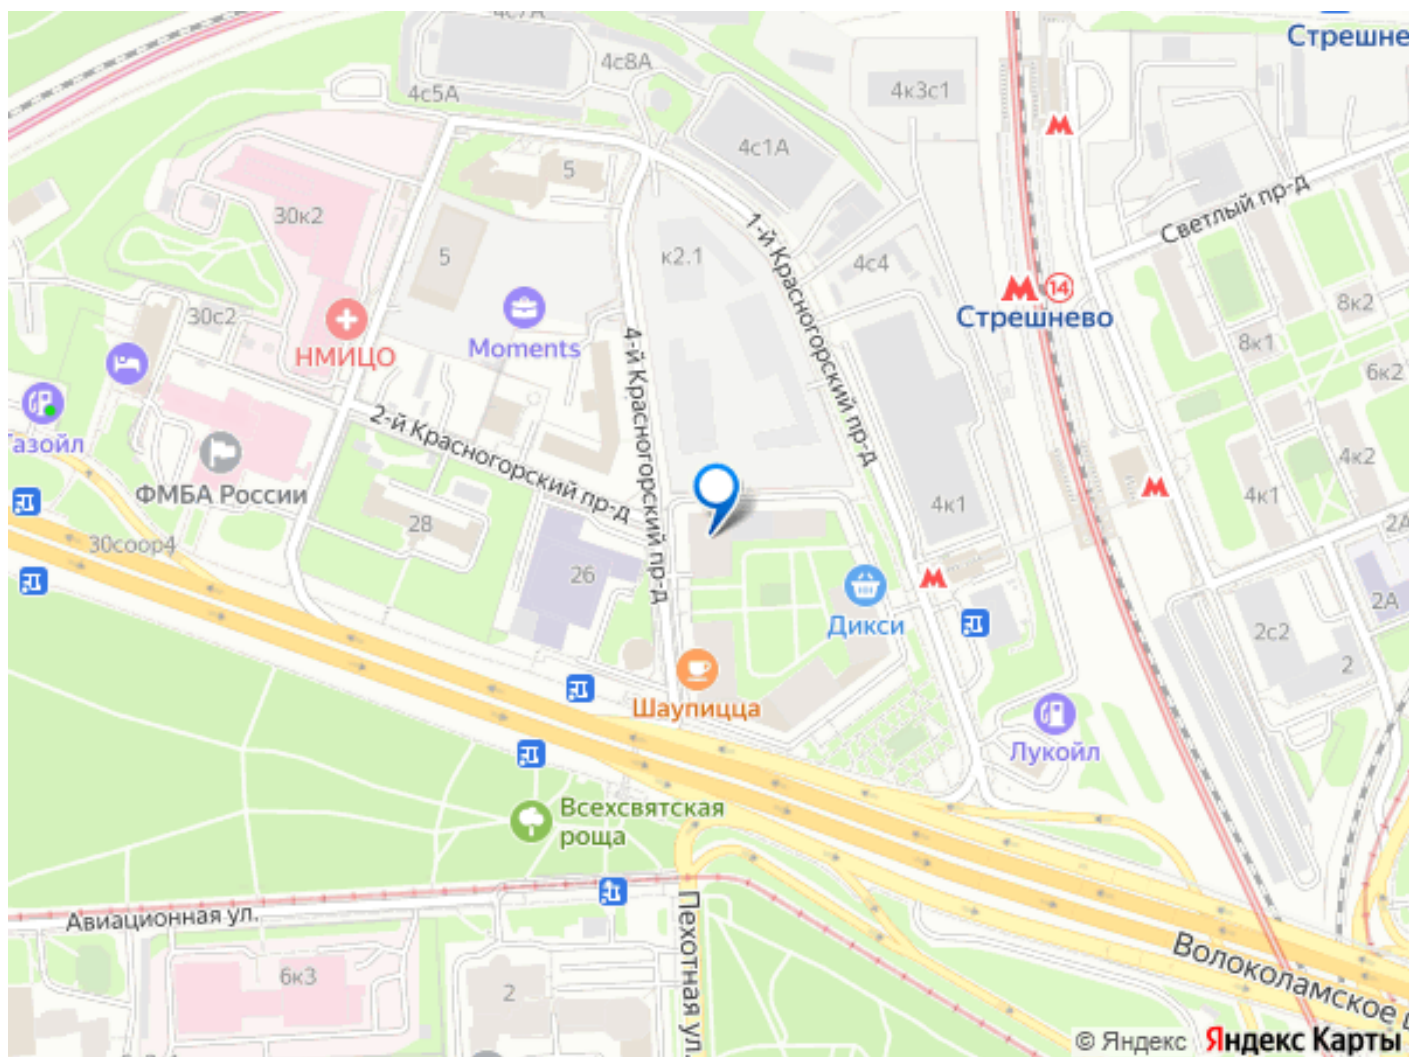 4с7А
Стрешне
4с8А
4с5А
4к3с1
4с1А
5
30к2
Светлый пр-д
5
к2.1
1-й Красногорский пр-д
4с4
14
Стрешнево
8к2
30с2
8к1
НМИЦО
Moments
4-й Красногорский пр-д
6к2
Газойл
2-й Красногорский пр-д
4к2
ФМБА России
28
4к1
4к1
2А
30соор4
26
2А
Дикси
2с2
2
Шаупицца
Лукойл
Всехсвятская
роща
Авиационная ул.
Пехотная ул.
Волоколамское
6к3
2
© Яндекс Яндекс Карты